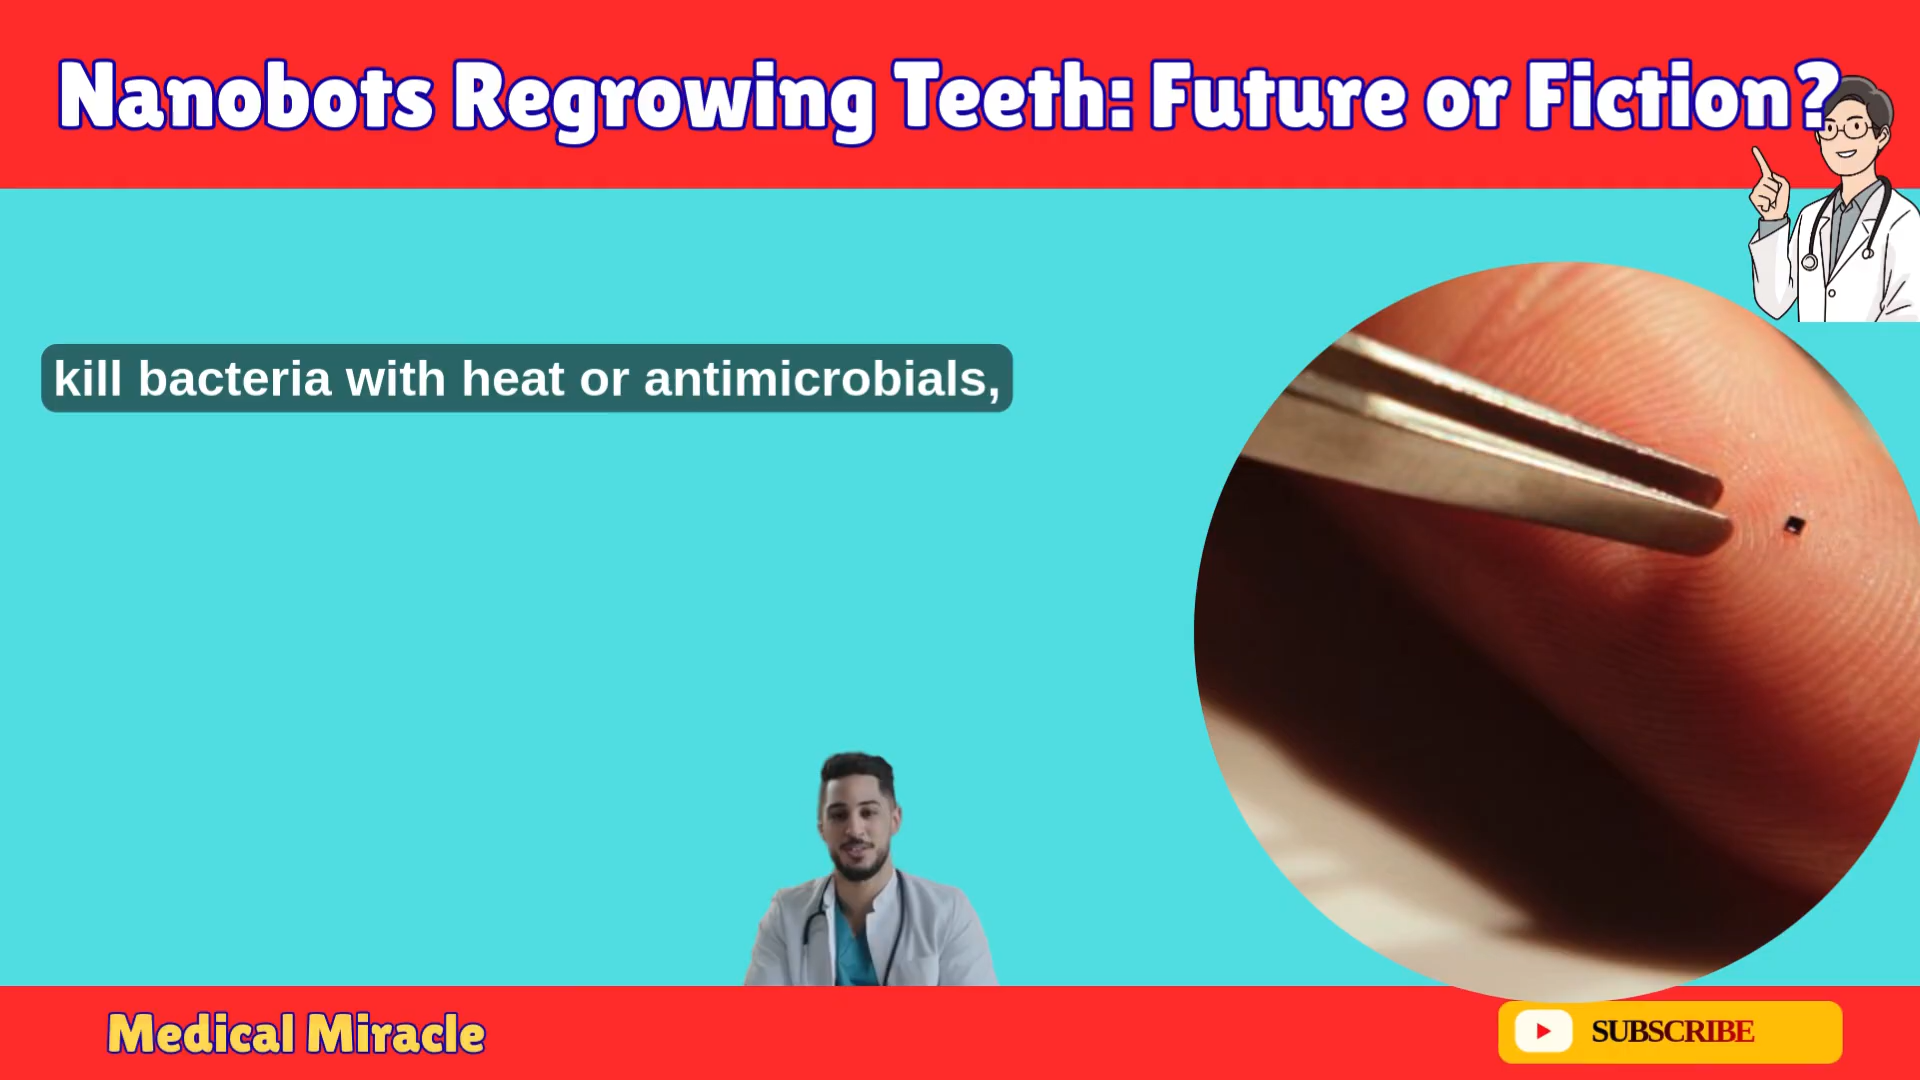 Nanobots Regrowing Teeth: Future or Fiction?
kill bacteria with heat or antimicrobials,
Medical Miracle
SUBSCRIBE